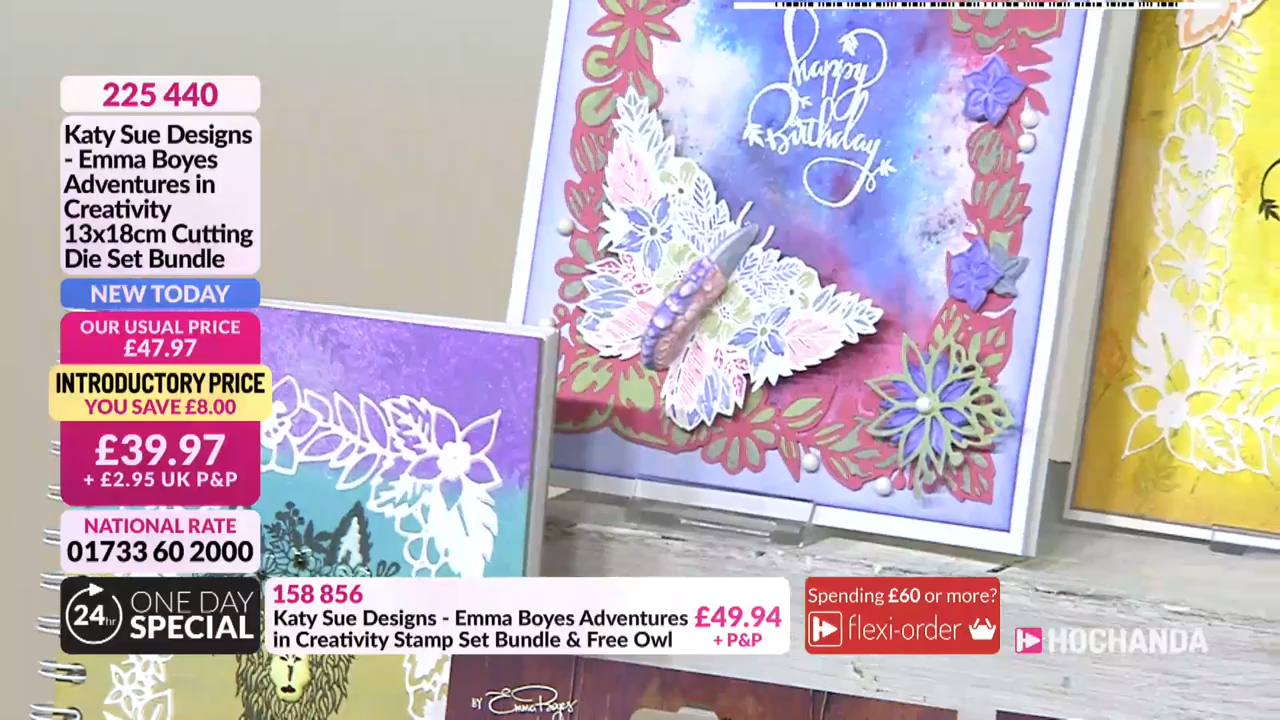 225 440
Katy Sue Designs
- Emma Boyes
Adventures in
Creativity
13x18cm Cutting
Die Set Bundle
NEW TODAY
OUR USUAL PRICE
£47.97
INTRODUCTORY PRICE
YOU SAVE £8.00
£39.97
+ £2.95 UK P&P
NATIONAL RATE
01733 60 2000
24hr ONE DAY
SPECIAL
158 856
Katy Sue Designs - Emma Boyes Adventures
in Creativity Stamp Set Bundle & Free Owl
£49.94
+ P&P
Spending £60 or more?
flexi-order
HOCHANDA
happy
Birthday
BY Emma Boyes